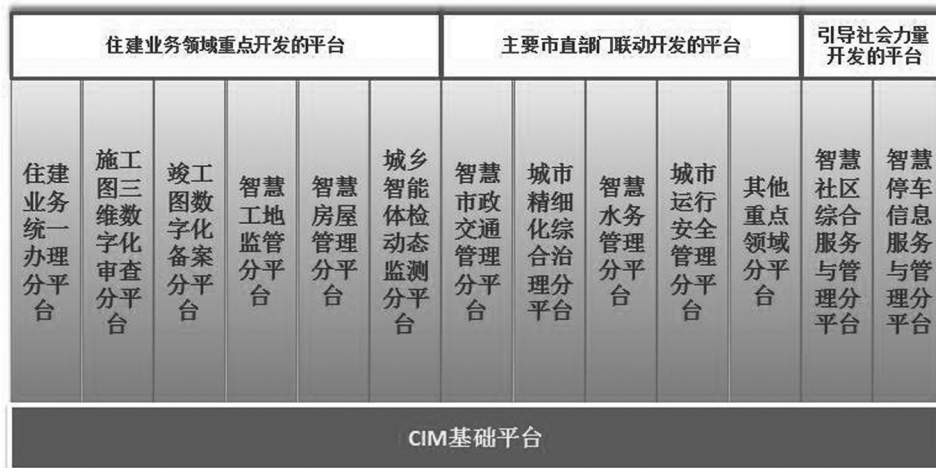 住建业务领域重点开发的平台
主要市直部门联动开发的平台
引导社会力量
开发的平台
住建
业务
统一
办理
分平
台
施工
图三
维数
字化
审查
分平
台
竣工
图数
字化
备案
分平
台
智慧
工地
监管
分平
台
智慧
房屋
管理
分平
台
城乡
智能
体检
动态
监测
分平
台
智慧
市政
交通
管理
分平
台
城市
精细
化综
合治
理分
平台
智慧
水务
管理
分平
台
城市
运行
安全
管理
分平
台
其他
重点
领域
分平
台
智慧
社区
综合
服务
与管
理分
平台
智慧
停车
信息
服务
与管
理分
平台
CIM基础平台